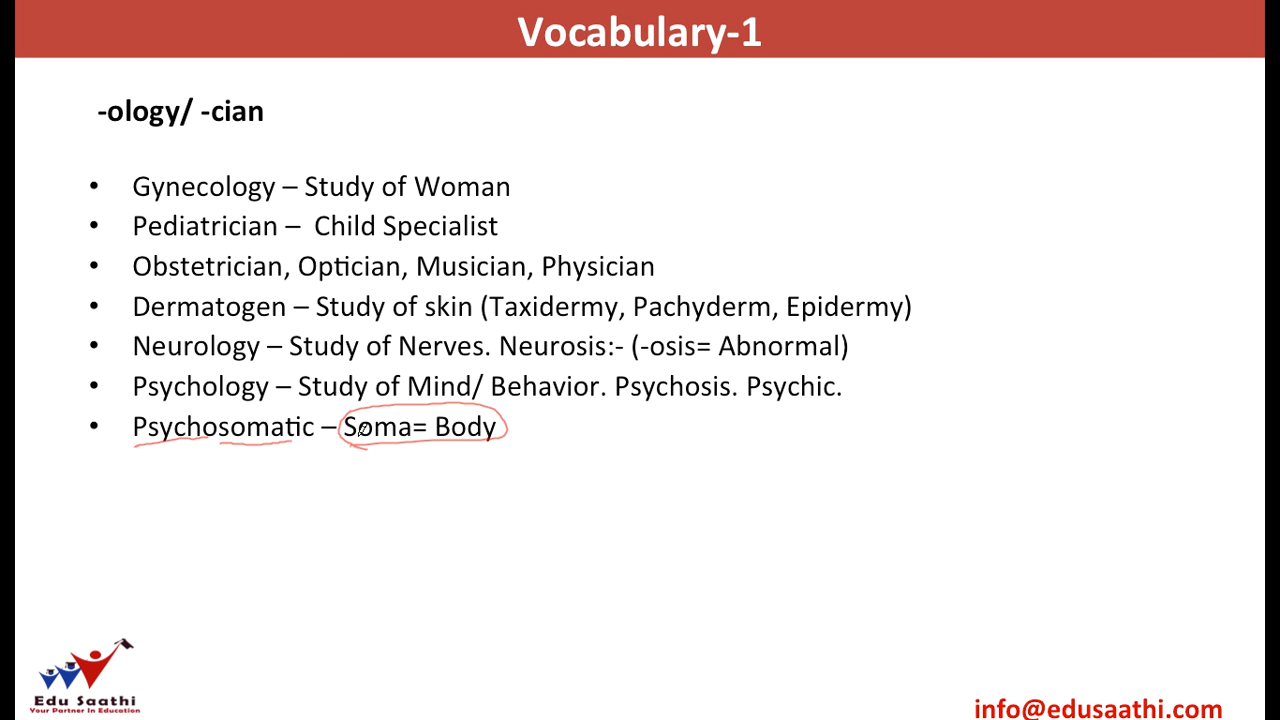 Vocabulary-1
-ology/ -cian
• Gynecology – Study of Woman
• Pediatrician – Child Specialist
• Obstetrician, Optician, Musician, Physician
• Dermatogen – Study of skin (Taxidermy, Pachyderm, Epidermy)
• Neurology – Study of Nerves. Neurosis:- (-osis= Abnormal)
• Psychology – Study of Mind/ Behavior. Psychosis. Psychic.
• Psychosomatic – Soma= Body
Edu Saathi
Your Partner In Education
info@edusaathi.com